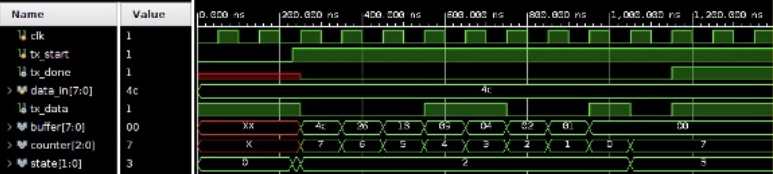 Name Value 0.000 ns 200.000 ns 400.000 ns 600.000 ns 800.000 ns 1,000.000 ns 1,200.000 ns
clk 1
tx_start 1
tx_done 1
data_in[7:0] 4c 4c
tx_data 1
buffer[7:0] 00 XX 4c 26 13 09 04 02 01 00
counter[2:0] 7 X 7 6 5 4 3 2 1 0 7
state[1:0] 3 0 2 3